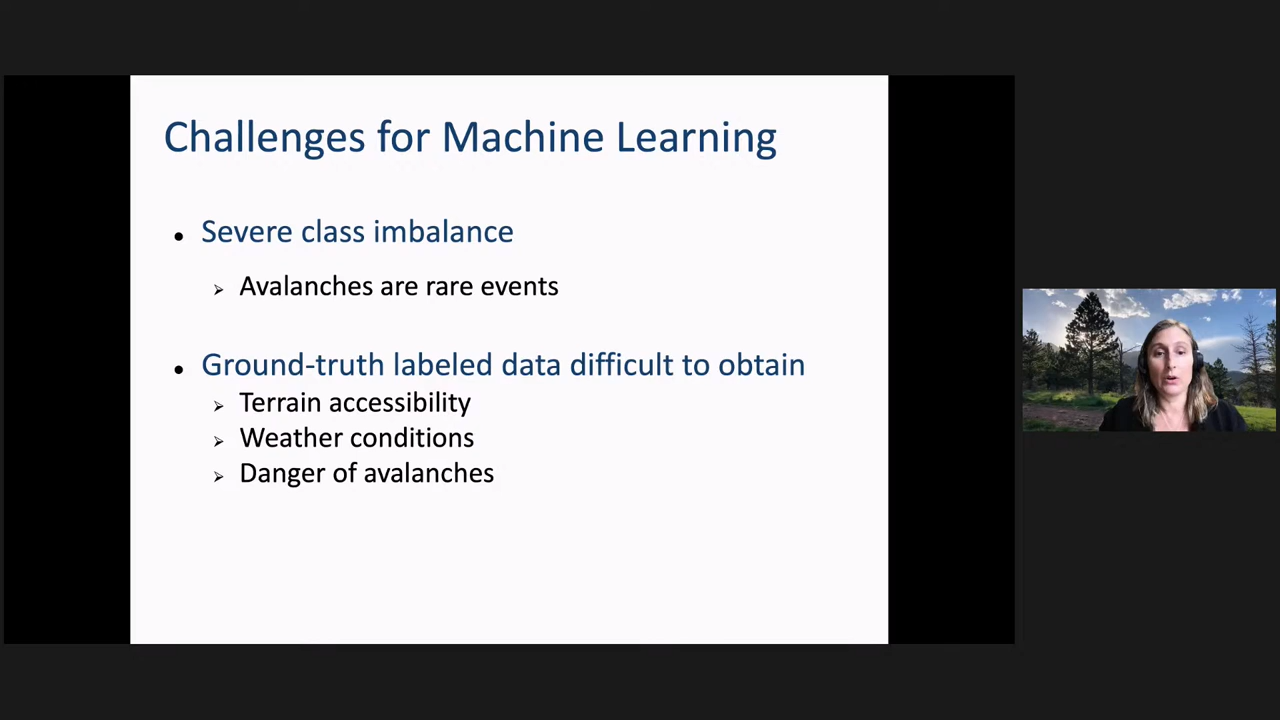 Challenges for Machine Learning
Severe class imbalance
Avalanches are rare events
Ground-truth labeled data difficult to obtain
Terrain accessibility
Weather conditions
Danger of avalanches